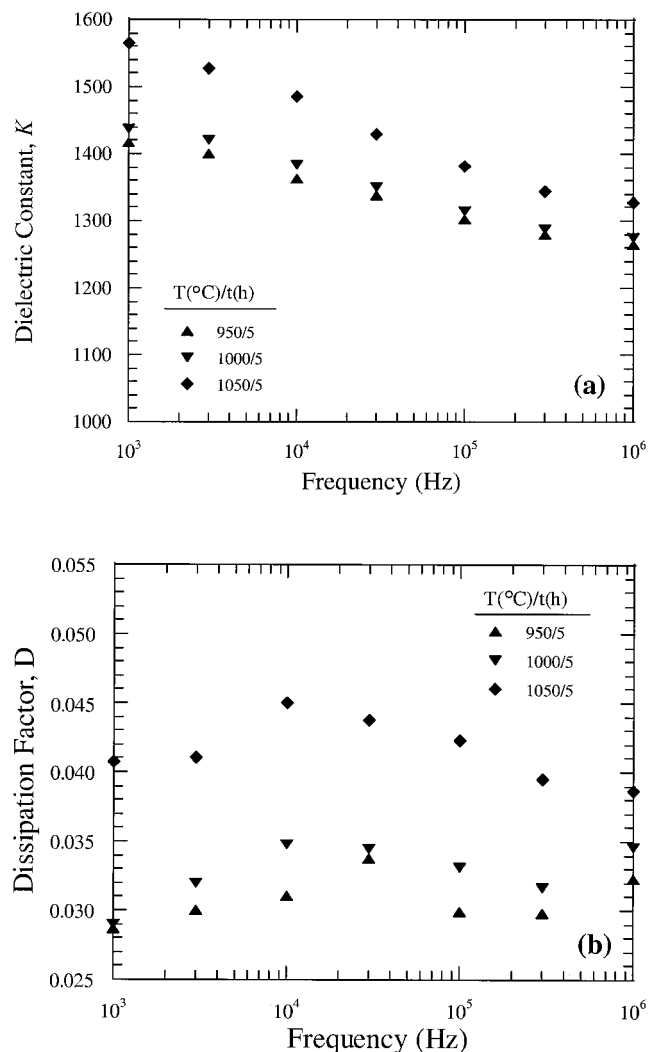 1600
1500
1400
1300
1200
1100
1000
Dielectric Constant, K
T(°C)/t(h)
950/5
1000/5
1050/5
(a)
10³ 10⁴ 10⁵ 10⁶
Frequency (Hz)
0.055
0.050
0.045
0.040
0.035
0.030
0.025
Dissipation Factor, D
T(°C)/t(h)
950/5
1000/5
1050/5
(b)
10³ 10⁴ 10⁵ 10⁶
Frequency (Hz)